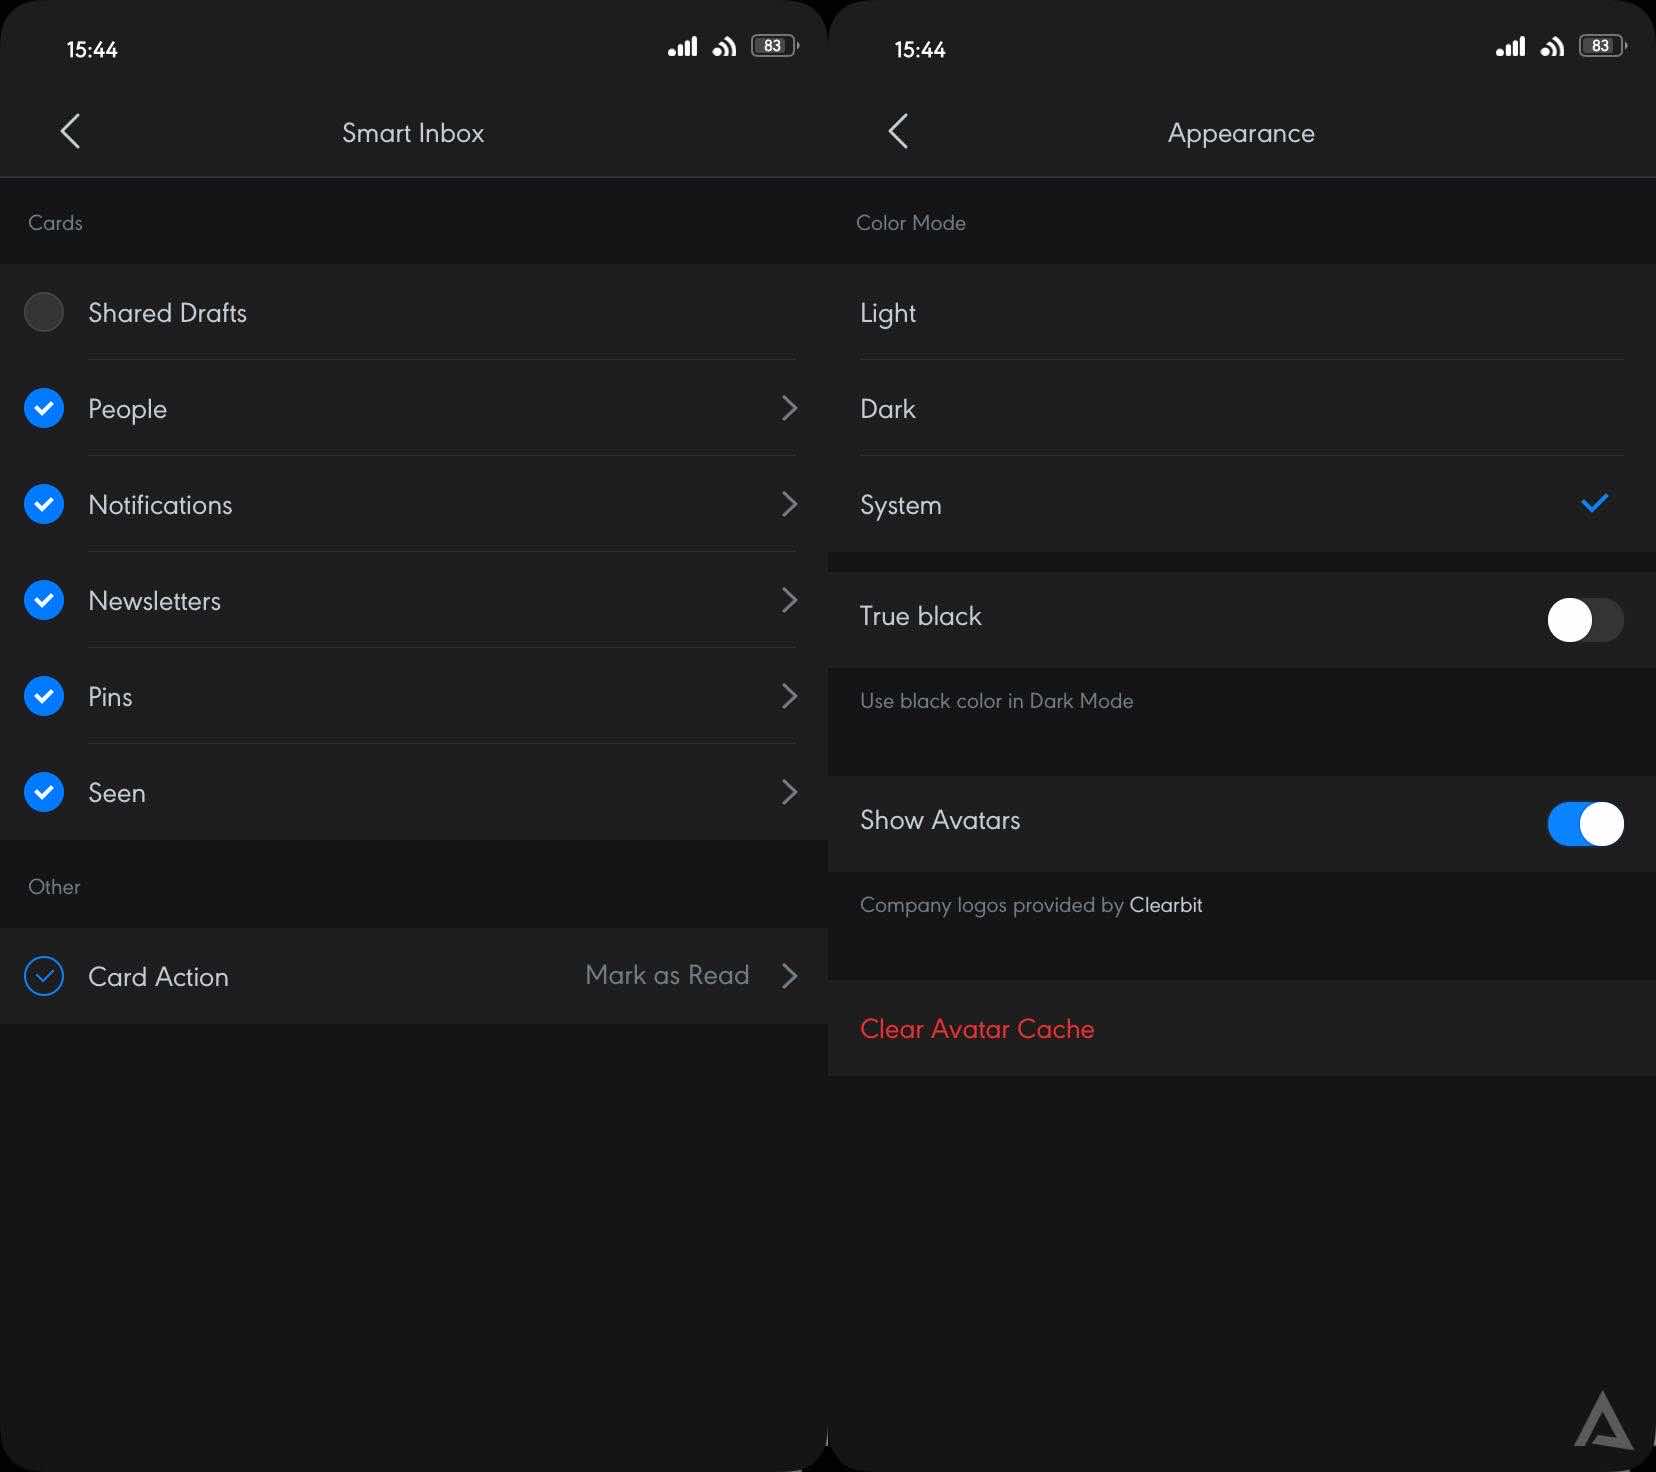 15:44
83
Smart Inbox
Cards
Shared Drafts
People
Notifications
Newsletters
Pins
Seen
Other
Card Action Mark as Read
15:44
83
Appearance
Color Mode
Light
Dark
System
True black
Use black color in Dark Mode
Show Avatars
Company logos provided by Clearbit
Clear Avatar Cache